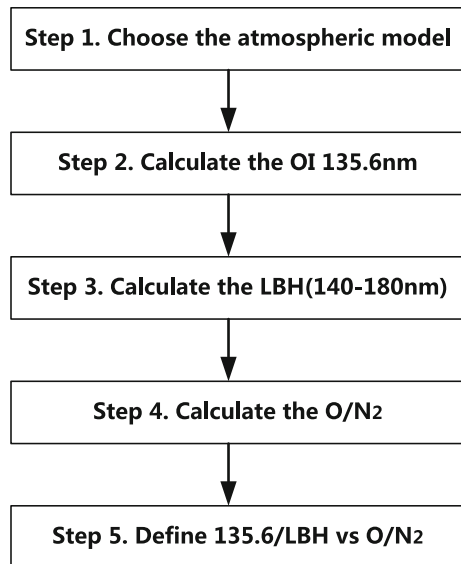 Step 1. Choose the atmospheric model
Step 2. Calculate the OI 135.6nm
Step 3. Calculate the LBH(140-180nm)
Step 4. Calculate the O/N2
Step 5. Define 135.6/LBH vs O/N2